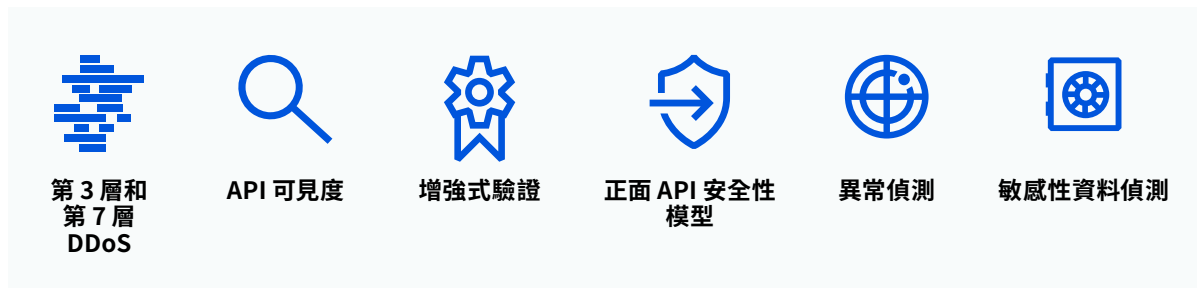 第 3 層和
第 7 層
DDoS
API 可見度
增強式驗證
正面 API 安全性
模型
異常偵測
敏感性資料偵測